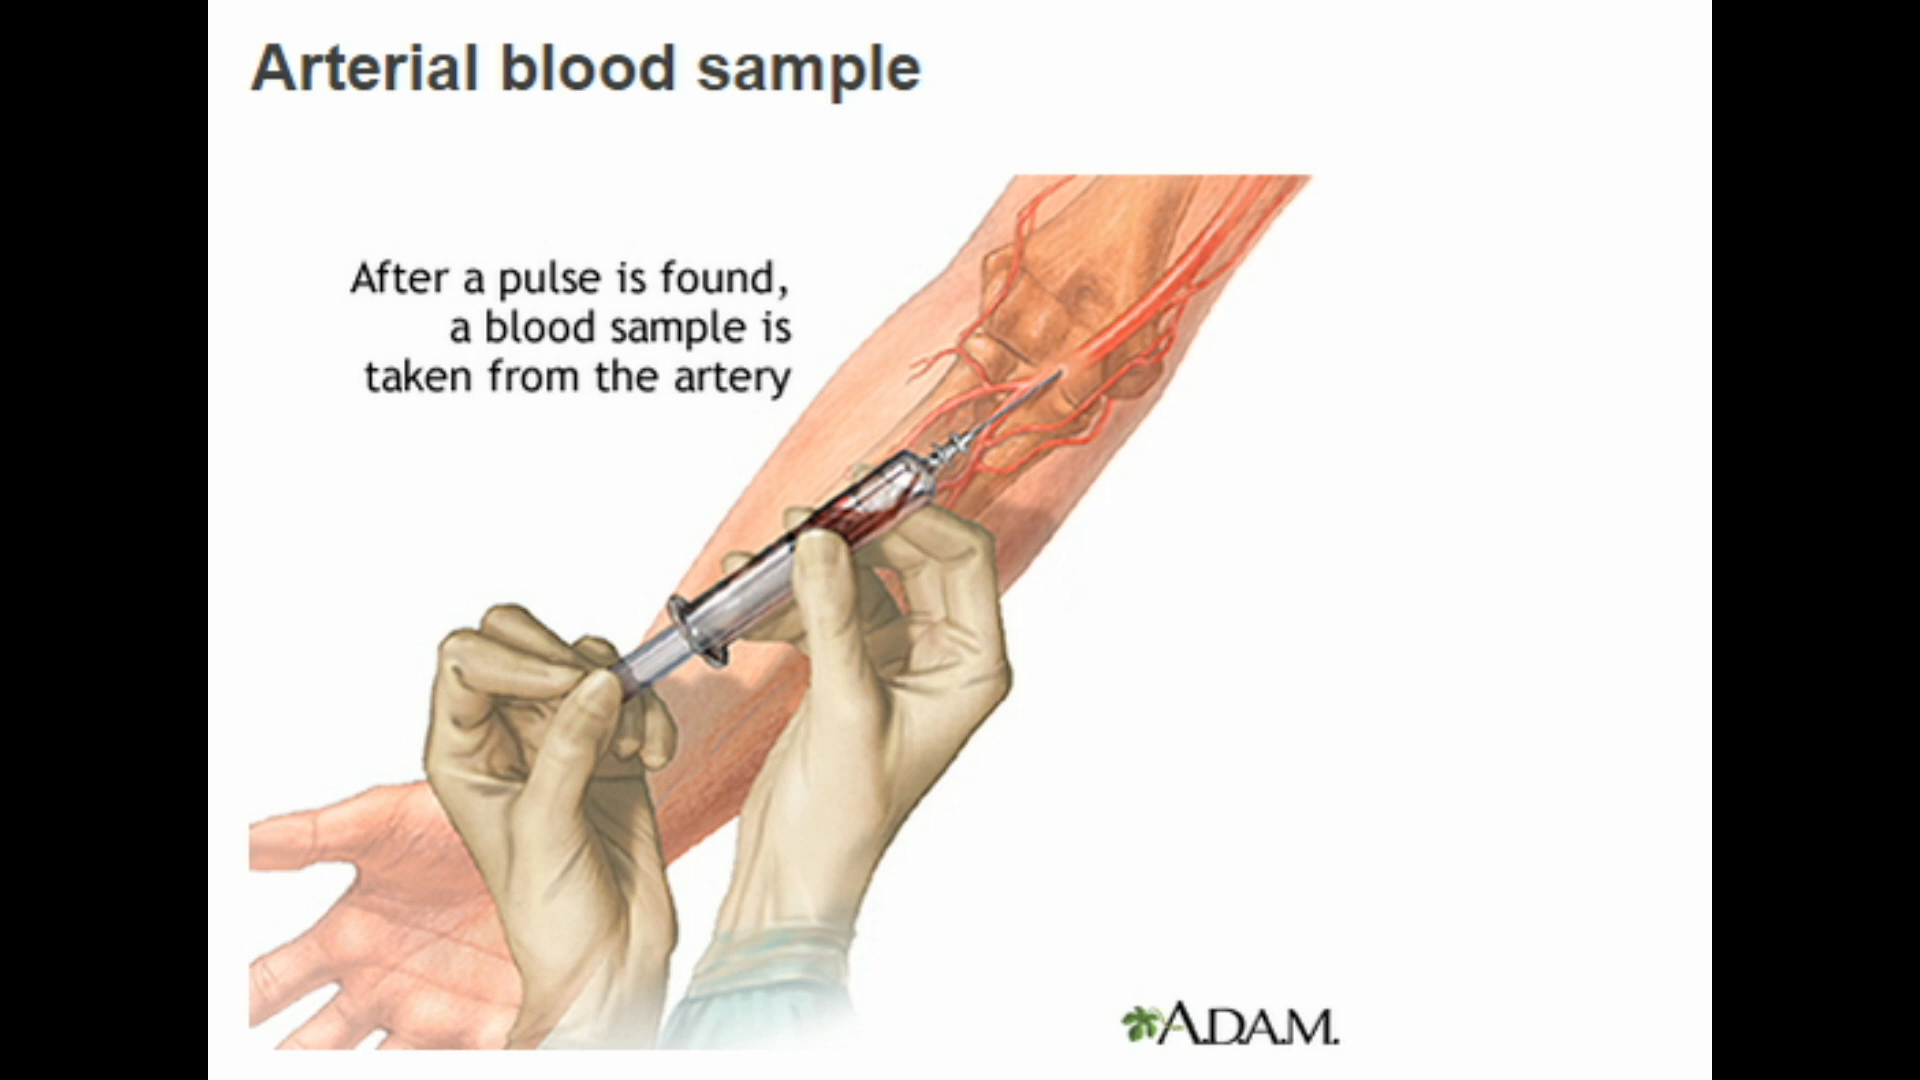 Arterial blood sample
After a pulse is found,
a blood sample is
taken from the artery
A.D.A.M.